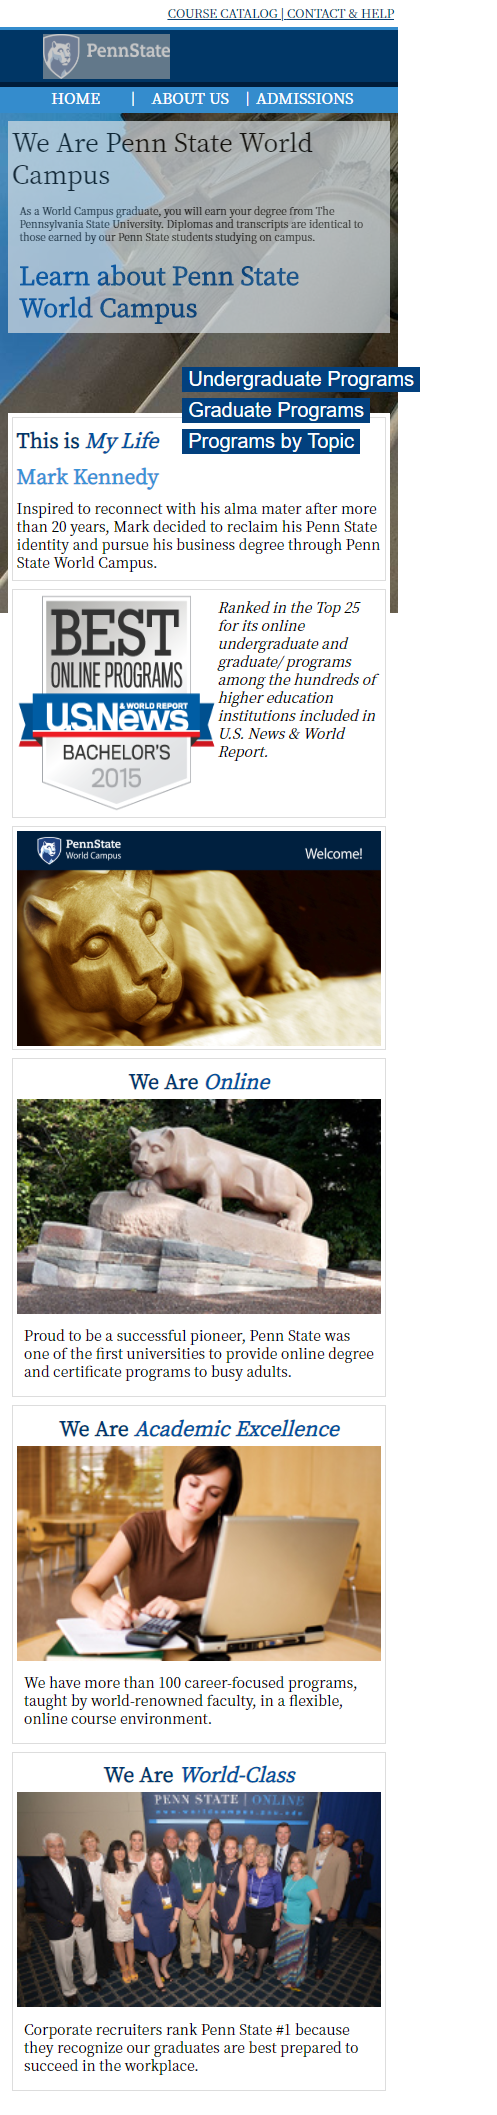 COURSE CATALOG | CONTACT & HELP
PennState
HOME | ABOUT US | ADMISSIONS
We Are Penn State World
Campus
As a World Campus graduate, you will earn your degree from The
Pennsylvania State University. Diplomas and transcripts are identical to
those earned by our Penn State students studying on campus.
Learn about Penn State
World Campus
Undergraduate Programs
Graduate Programs
Programs by Topic
This is My Life
Mark Kennedy
Inspired to reconnect with his alma mater after more
than 20 years, Mark decided to reclaim his Penn State
identity and pursue his business degree through Penn
State World Campus.
BEST
ONLINE PROGRAMS
U.S.News
& WORLD REPORT
BACHELOR'S
2015
Ranked in the Top 25
for its online
undergraduate and
graduate/ programs
among the hundreds of
higher education
institutions included in
U.S. News & World
Report.
PennState
World Campus
Welcome!
We Are Online
Proud to be a successful pioneer, Penn State was
one of the first universities to provide online degree
and certificate programs to busy adults.
We Are Academic Excellence
We have more than 100 career-focused programs,
taught by world-renowned faculty, in a flexible,
online course environment.
We Are World-Class
PENN STATE | ONLINE
www.worldcampus.psu.edu
Corporate recruiters rank Penn State #1 because
they recognize our graduates are best prepared to
succeed in the workplace.